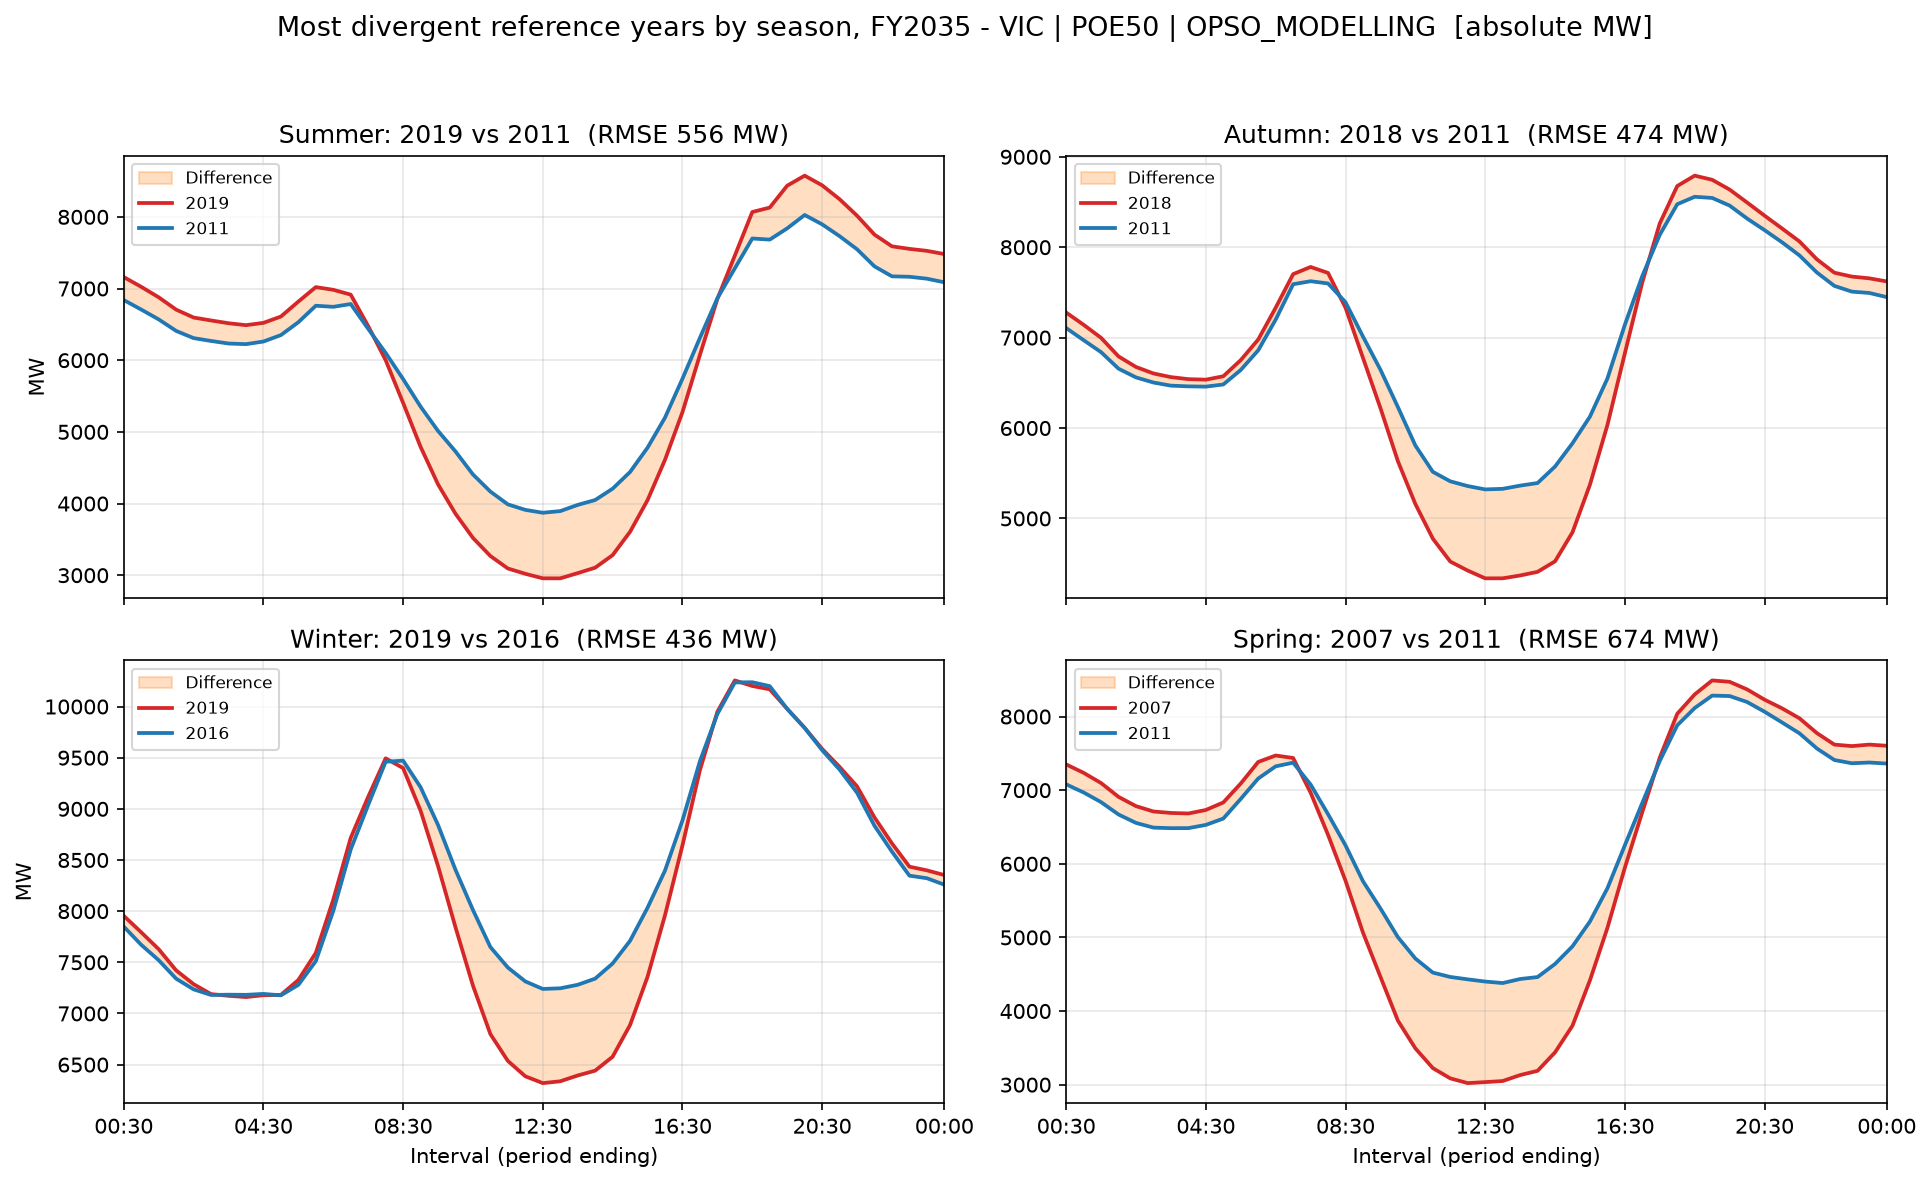 Most divergent reference years by season, FY2035 - VIC | POE50 | OPSO_MODELLING  [absolute MW]
Summer: 2019 vs 2011  (RMSE 556 MW)
Difference
2019
2011
8000
7000
6000
5000
4000
3000
MW
Autumn: 2018 vs 2011  (RMSE 474 MW)
Difference
2018
2011
9000
8000
7000
6000
5000
Winter: 2019 vs 2016  (RMSE 436 MW)
Difference
2019
2016
10000
9500
9000
8500
8000
7500
7000
6500
MW
00:30 04:30 08:30 12:30 16:30 20:30 00:00
Interval (period ending)
Spring: 2007 vs 2011  (RMSE 674 MW)
Difference
2007
2011
8000
7000
6000
5000
4000
3000
00:30 04:30 08:30 12:30 16:30 20:30 00:00
Interval (period ending)